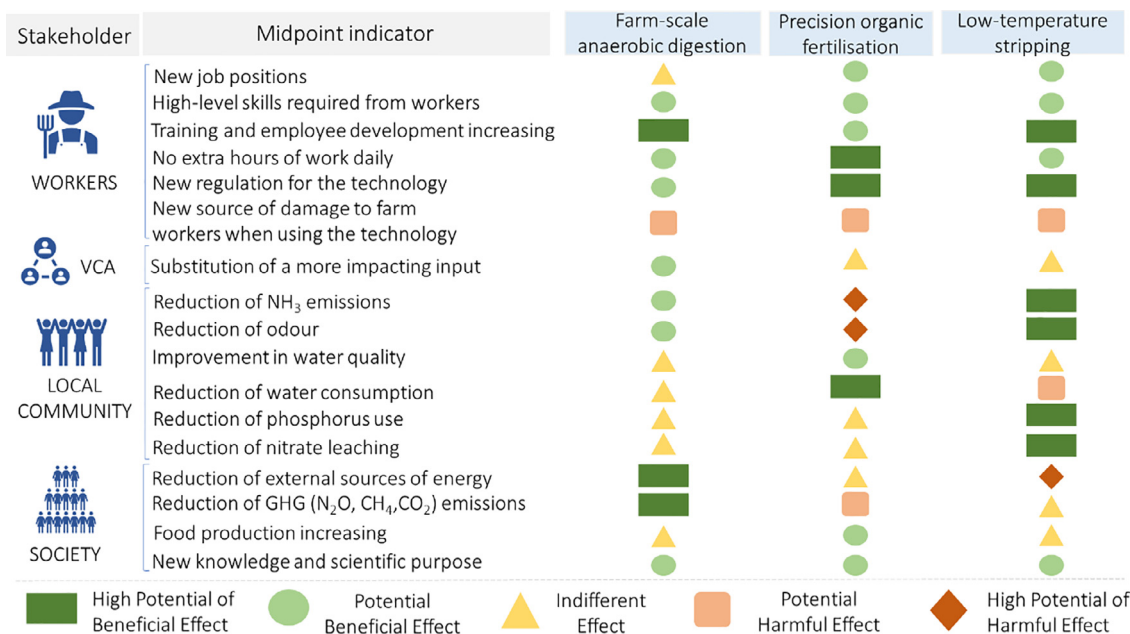 Stakeholder
Midpoint indicator
Farm-scale
anaerobic digestion
Precision organic
fertilisation
Low-temperature
stripping
WORKERS
New job positions
High-level skills required from workers
Training and employee development increasing
No extra hours of work daily
New regulation for the technology
New source of damage to farm
workers when using the technology
VCA
Substitution of a more impacting input
LOCAL
COMMUNITY
Reduction of NH₃ emissions
Reduction of odour
Improvement in water quality
Reduction of water consumption
Reduction of phosphorus use
Reduction of nitrate leaching
SOCIETY
Reduction of external sources of energy
Reduction of GHG (N₂O, CH₄,CO₂) emissions
Food production increasing
New knowledge and scientific purpose
High Potential of
Beneficial Effect
Potential
Beneficial Effect
Indifferent
Effect
Potential
Harmful Effect
High Potential of
Harmful Effect